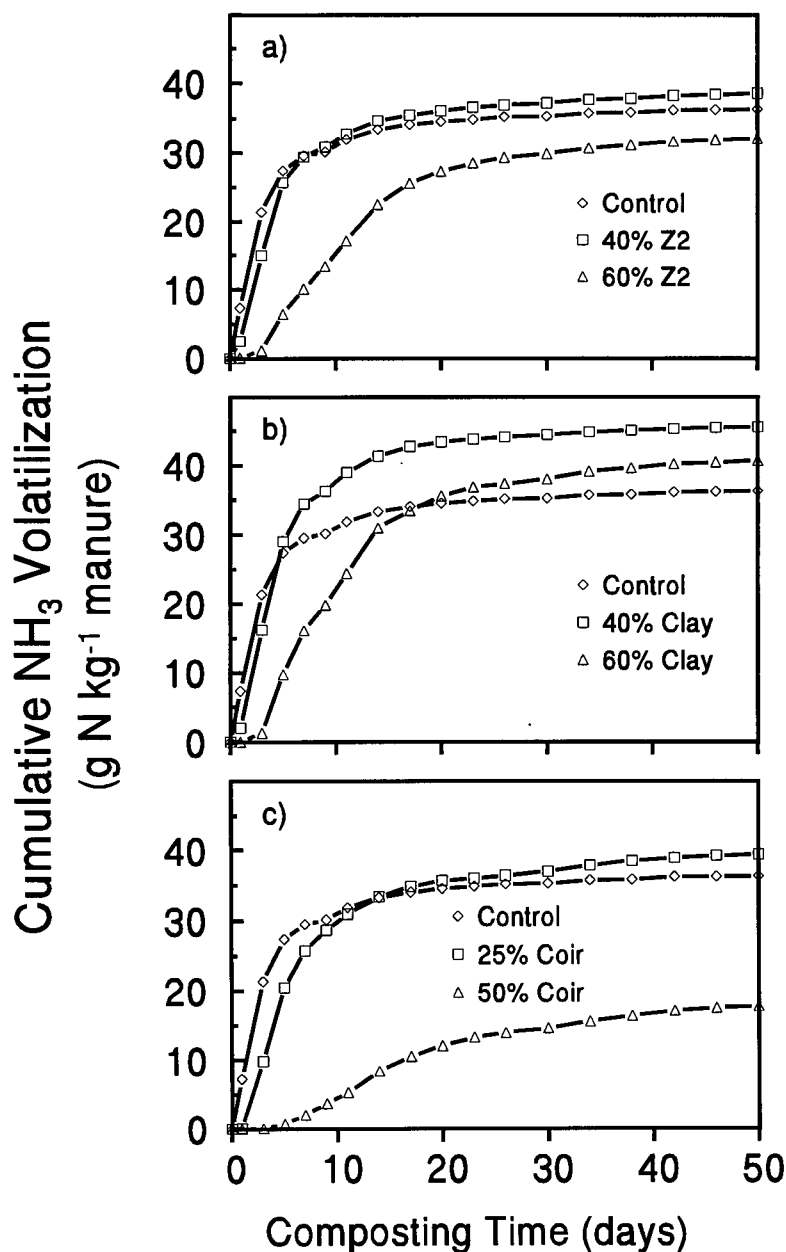 Cumulative NH₃ Volatilization
(g N kg⁻¹ manure)
a)
40
30
20
10
0
Control
40% Z2
60% Z2
b)
40
30
20
10
0
Control
40% Clay
60% Clay
c)
40
30
20
10
0
Control
25% Coir
50% Coir
0 10 20 30 40 50
Composting Time (days)